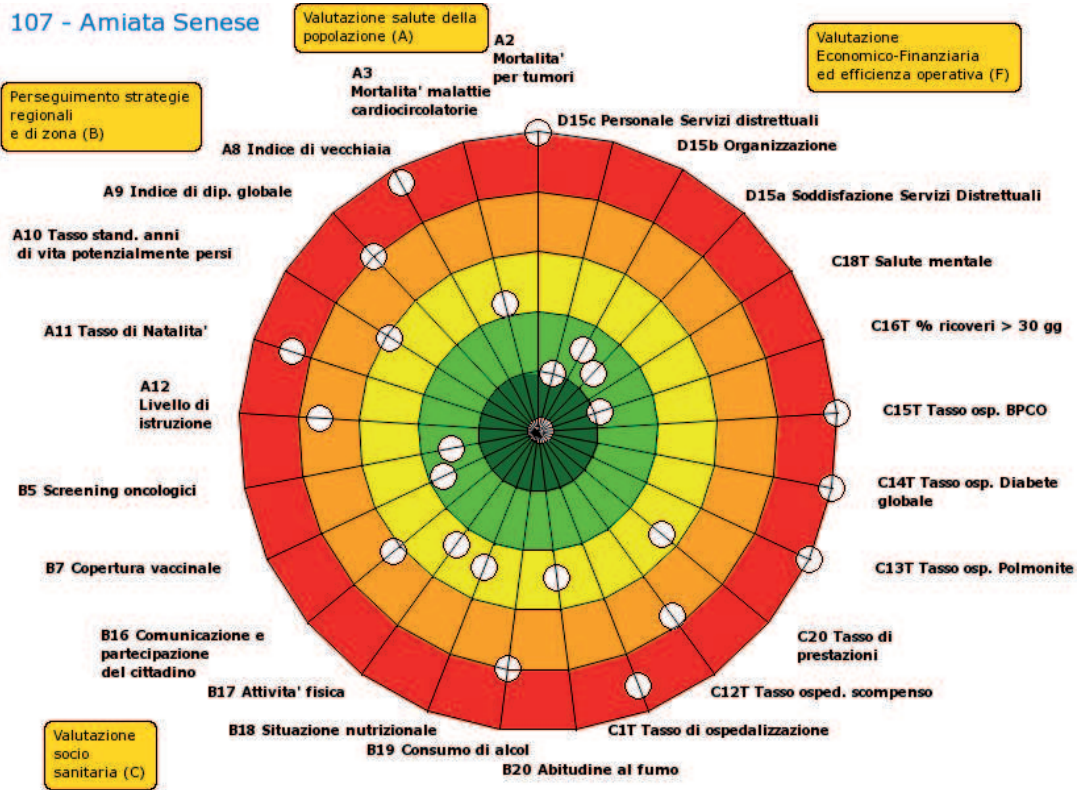 107 - Amiata Senese
Valutazione salute della
popolazione (A)
Valutazione
Economico-Finanziaria
ed efficienza operativa (F)
Perseguimento strategie
regionali
e di zona (B)
A2
Mortalita'
per tumori
A3
Mortalita' malattie
cardiocircolatorie
A8 Indice di vecchiaia
A9 Indice di dip. globale
A10 Tasso stand. anni
di vita potenzialmente persi
A11 Tasso di Natalita'
A12
Livello di
istruzione
B5 Screening oncologici
B7 Copertura vaccinale
B16 Comunicazione e
partecipazione
del cittadino
B17 Attivita' fisica
B18 Situazione nutrizionale
B19 Consumo di alcol
B20 Abitudine al fumo
C1T Tasso di ospedalizzazione
C12T Tasso osped. scompenso
C20 Tasso di
prestazioni
C13T Tasso osp. Polmonite
C14T Tasso osp. Diabete
globale
C15T Tasso osp. BPCO
C16T % ricoveri > 30 gg
C18T Salute mentale
D15a Soddisfazione Servizi Distrettuali
D15b Organizzazione
D15c Personale Servizi distrettuali
Valutazione
socio
sanitaria (C)